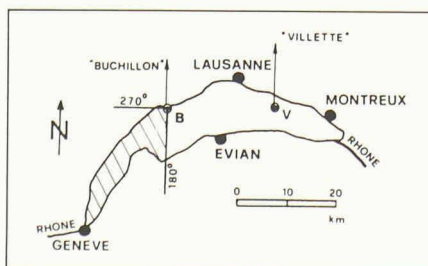 "VILLETTE"
LAUSANNE
"BUCHILLON"
MONTREUX
270°
B
V
N
EVIAN
RHONE
180°
0 10 20
km
RHONE
GENEVE